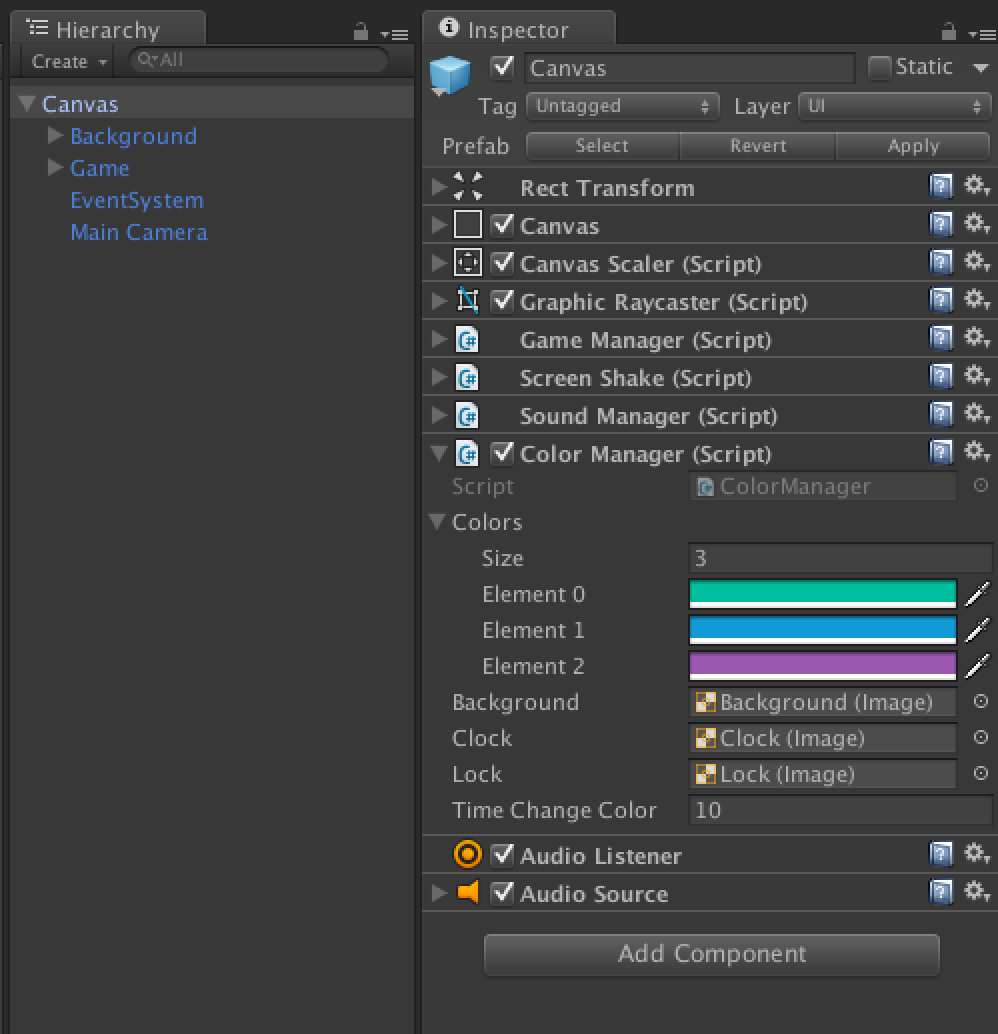 Hierarchy
Create
All
Canvas
Background
Game
EventSystem
Main Camera
Inspector
Canvas
Static
Tag Untagged Layer UI
Prefab Select Revert Apply
Rect Transform
Canvas
Canvas Scaler (Script)
Graphic Raycaster (Script)
Game Manager (Script)
Screen Shake (Script)
Sound Manager (Script)
Color Manager (Script)
Script ColorManager
Colors
Size 3
Element 0
Element 1
Element 2
Background Background (Image)
Clock Clock (Image)
Lock Lock (Image)
Time Change Color 10
Audio Listener
Audio Source
Add Component